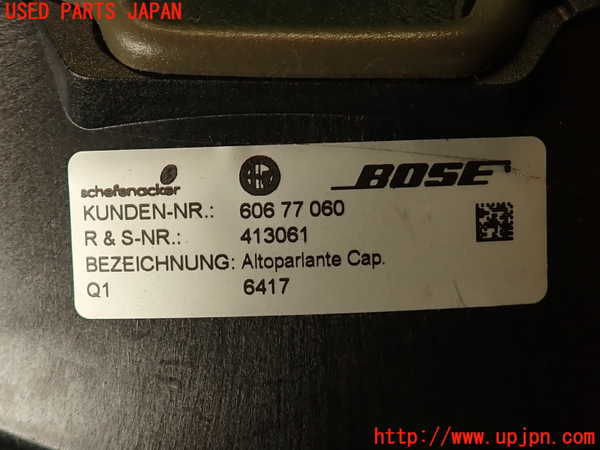 USED PARTS JAPAN
schefenacker BOSE
KUNDEN-NR.: 606 77 060
R & S-NR.: 413061
BEZEICHNUNG: Altoparlante Cap.
Q1 6417
http://www.upjpn.com